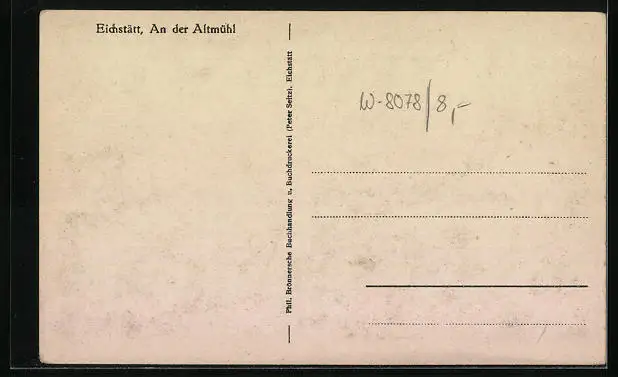 Eichstätt, An der Altmühl
Phil. Brönnersche Buchhandlung u. Buchdruckerei (Peter Seitz), Eichstätt
W-8078/8,-